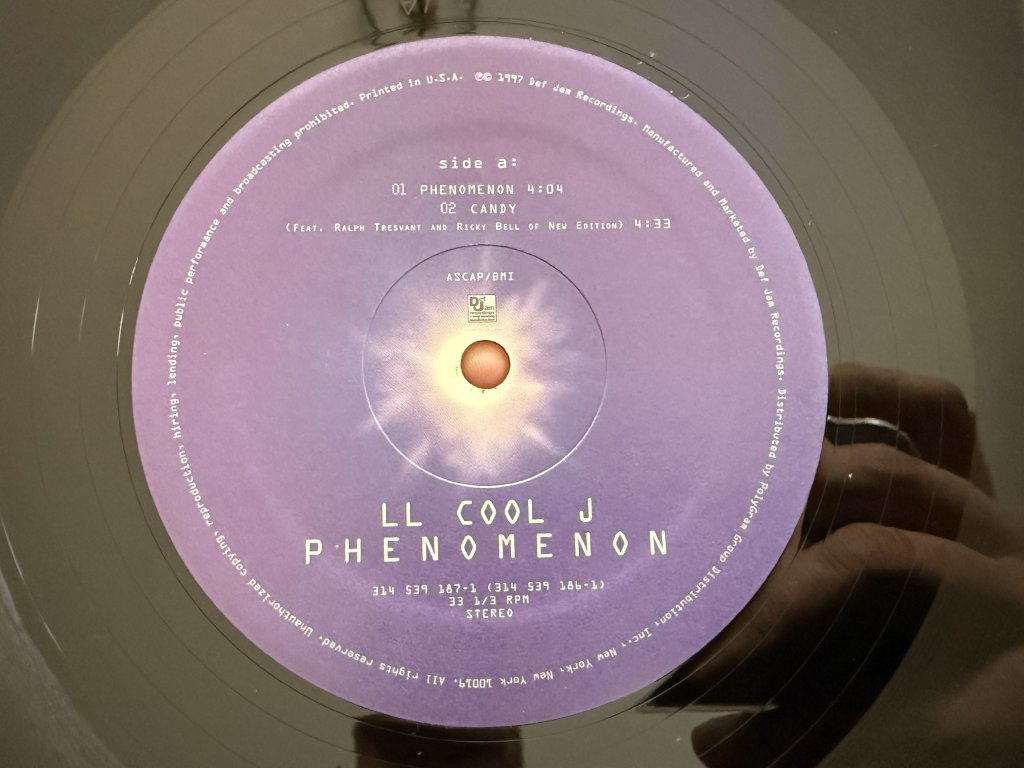 side a:
01 PHENOMENON 4:04
02 CANDY
(FEAT. RALPH TRESVANT AND RICKY BELL OF NEW EDITION) 4:33
ASCAP/BMI
Def Jam
recordings
LL COOL J
PHENOMENON
314 539 187-1 (314 539 186-1)
33 1/3 RPM
STEREO
℗© 1997 Def Jam Recordings. Manufactured and Marketed by Def Jam Recordings. Distributed by PolyGram Group Distribution, Inc., New York, New York 10019. All rights reserved. Unauthorized copying, reproduction, hiring, lending, public performance and broadcasting prohibited. Printed in U.S.A.